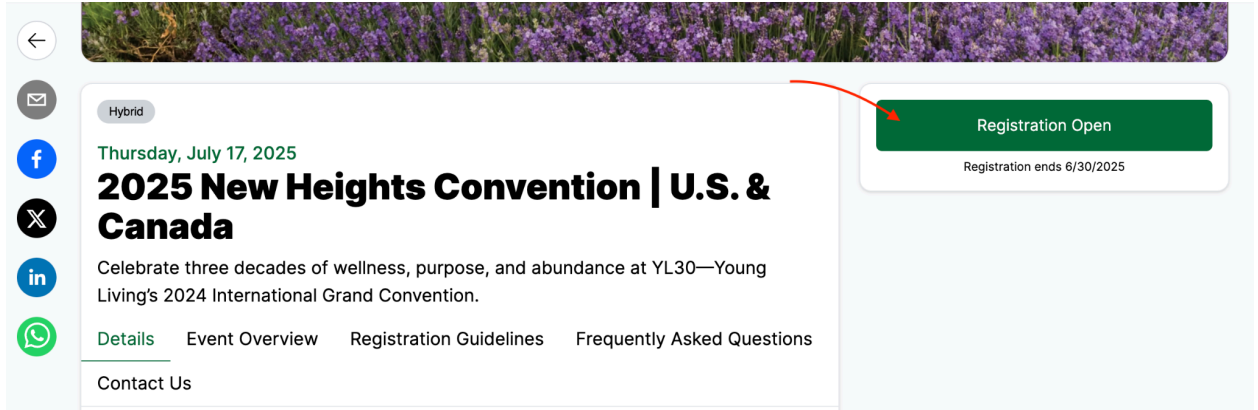 Hybrid
Thursday, July 17, 2025
2025 New Heights Convention | U.S. &
Canada
Celebrate three decades of wellness, purpose, and abundance at YL30—Young
Living's 2024 International Grand Convention.
Details Event Overview Registration Guidelines Frequently Asked Questions
Contact Us
Registration Open
Registration ends 6/30/2025